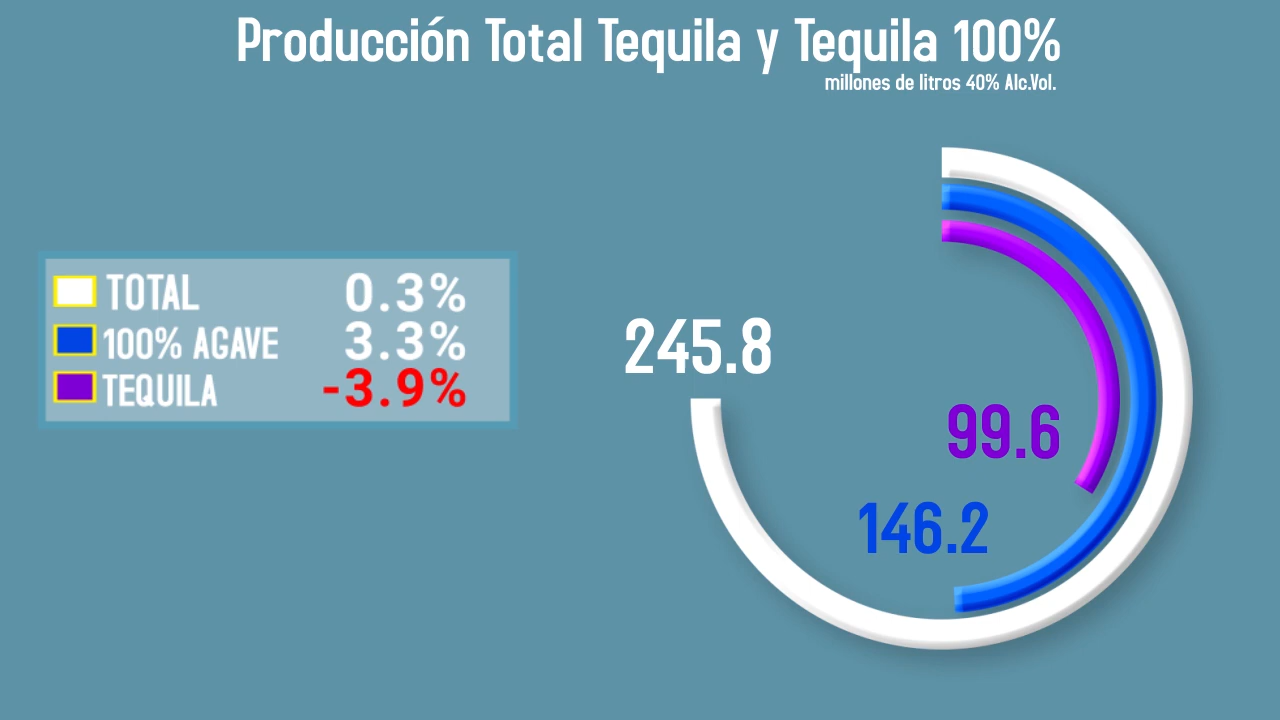 Producción Total Tequila y Tequila 100%
millones de litros 40% Alc.Vol.
TOTAL 0.3%
100% AGAVE 3.3%
TEQUILA -3.9%
245.8
99.6
146.2